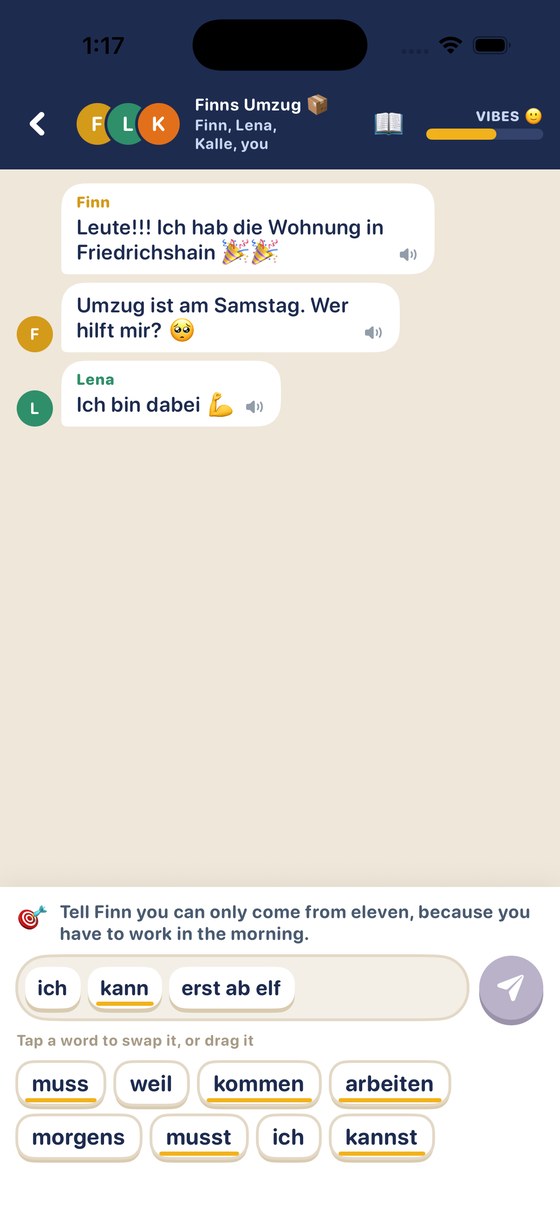 1:17
F L K
Finns Umzug 📦
Finn, Lena,
Kalle, you
VIBES 🙂
Finn
Leute!!! Ich hab die Wohnung in
Friedrichshain 🎉🎉
Umzug ist am Samstag. Wer
hilft mir? 🥺
F
Lena
Ich bin dabei 💪
L
Tell Finn you can only come from eleven, because you
have to work in the morning.
ich kann erst ab elf
Tap a word to swap it, or drag it
muss weil kommen arbeiten
morgens musst ich kannst